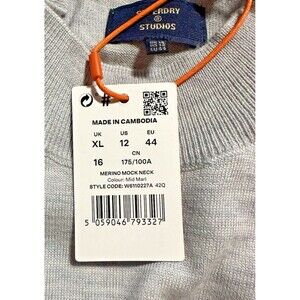 SUPERDRY
®
STUDIOS
#
MADE IN CAMBODIA
UK US EU
XL 12 44
CN
16 175/100A
MERINO MOCK NECK
Colour: Mid Marl
STYLE CODE: W6110227A 42Q
5 059046 793327